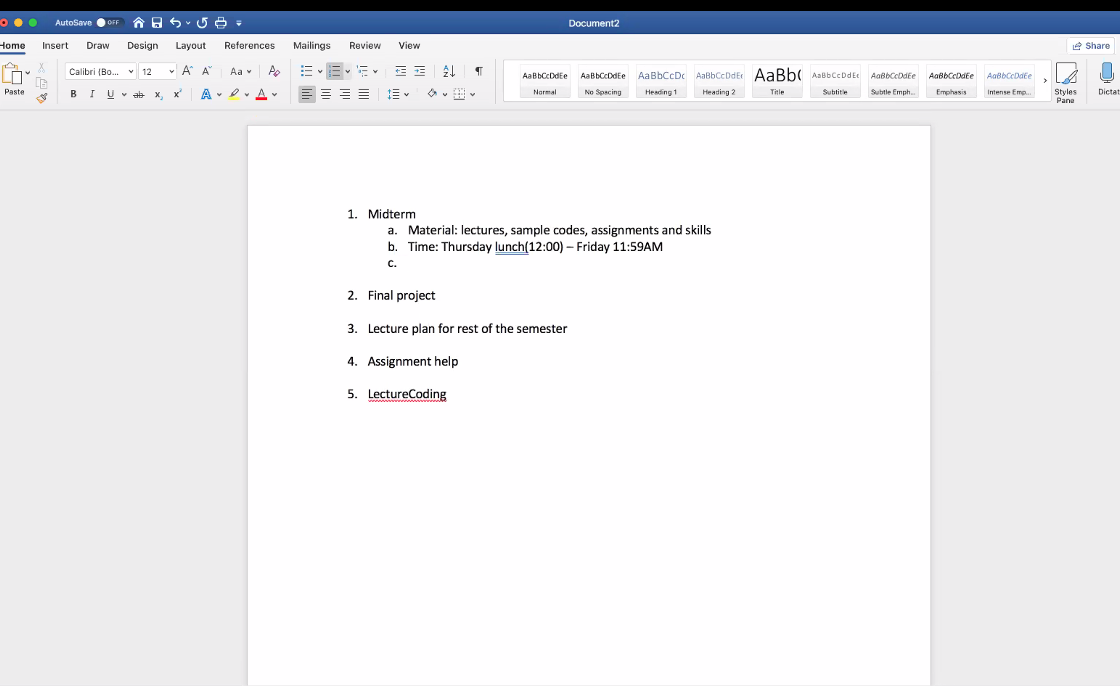 AutoSave OFF Document2
Home Insert Draw Design Layout References Mailings Review View Share
Paste Calibri (Bo... 12 Aa
AaBbCcDdEe AaBbCcDdEe AaBbCcDc AaBbCcDdEe AaBb( AaBbCcDdEe AaBbCcDdEe AaBbCcDdEe AaBbCcDdEe
Normal No Spacing Heading 1 Heading 2 Title Subtitle Subtle Emph... Emphasis Intense Emp... Styles Pane Dictat
1. Midterm
a. Material: lectures, sample codes, assignments and skills
b. Time: Thursday lunch(12:00) – Friday 11:59AM
c.
2. Final project
3. Lecture plan for rest of the semester
4. Assignment help
5. LectureCoding